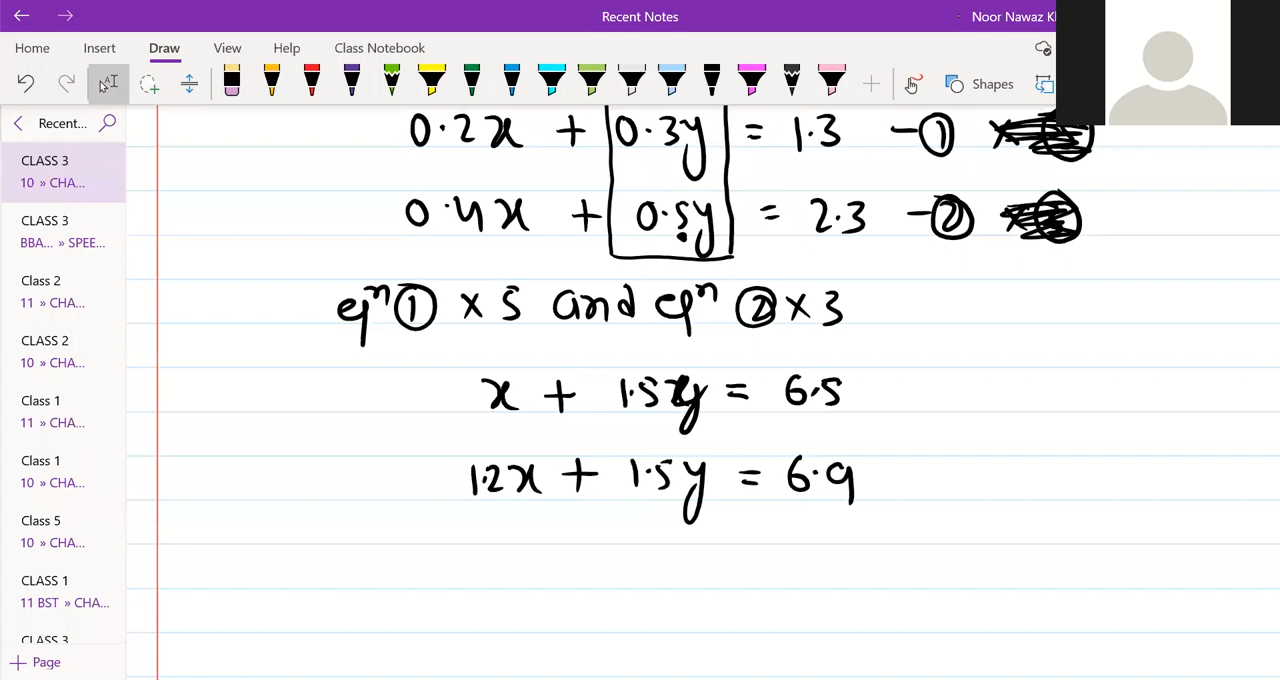 Recent Notes
Noor Nawaz Kh
Home Insert Draw View Help Class Notebook
Shapes
Recent...
CLASS 3
10 » CHA...
CLASS 3
BBA... » SPEE...
Class 2
11 » CHA...
CLASS 2
10 » CHA...
Class 1
11 » CHA...
Class 1
10 » CHA...
Class 5
10 » CHA...
CLASS 1
11 BST » CHA...
CLASS 3
+ Page
0.2x + 0.3y = 1.3 - ①
0.4x + 0.5y = 2.3 - ②
eqⁿ ① × 5 and eqⁿ ② × 3
x + 1.5y = 6.5
1.2x + 1.5y = 6.9